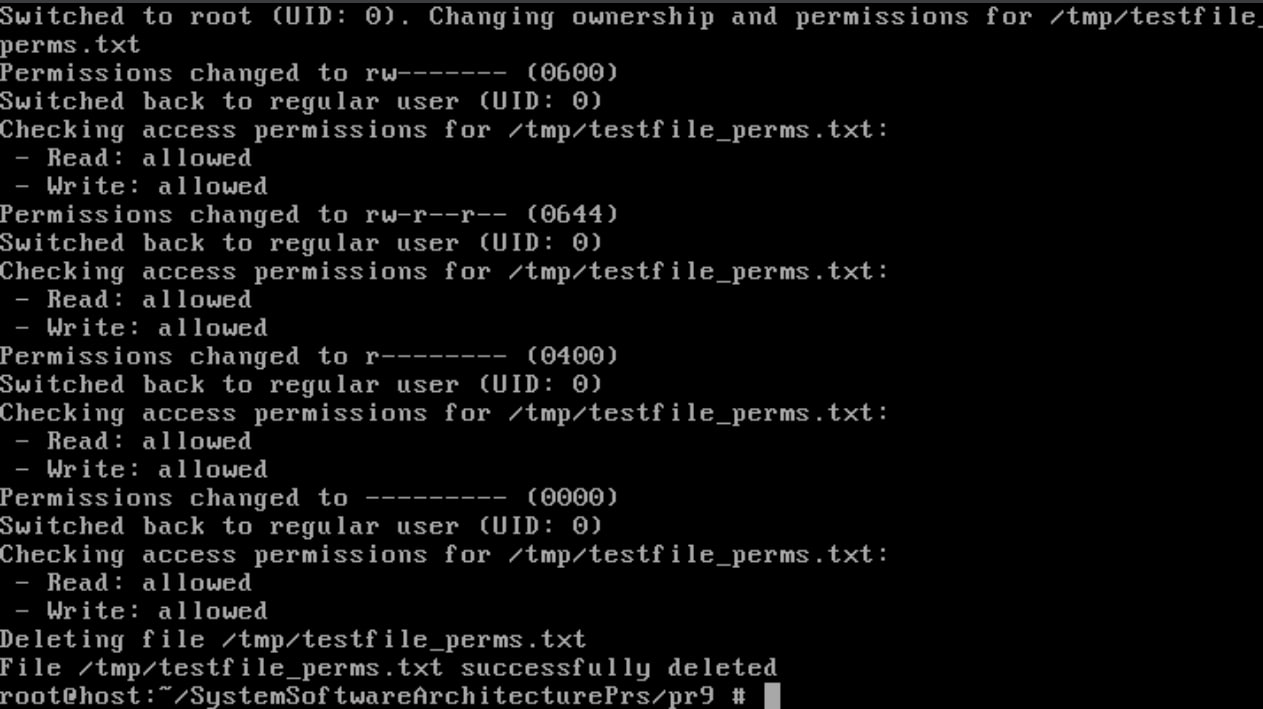 Switched to root (UID: 0). Changing ownership and permissions for /tmp/testfile_
perms.txt
Permissions changed to rw------- (0600)
Switched back to regular user (UID: 0)
Checking access permissions for /tmp/testfile_perms.txt:
 - Read: allowed
 - Write: allowed
Permissions changed to rw-r--r-- (0644)
Switched back to regular user (UID: 0)
Checking access permissions for /tmp/testfile_perms.txt:
 - Read: allowed
 - Write: allowed
Permissions changed to r-------- (0400)
Switched back to regular user (UID: 0)
Checking access permissions for /tmp/testfile_perms.txt:
 - Read: allowed
 - Write: allowed
Permissions changed to --------- (0000)
Switched back to regular user (UID: 0)
Checking access permissions for /tmp/testfile_perms.txt:
 - Read: allowed
 - Write: allowed
Deleting file /tmp/testfile_perms.txt
File /tmp/testfile_perms.txt successfully deleted
root@host:~/SystemSoftwareArchitecturePrs/pr9 #